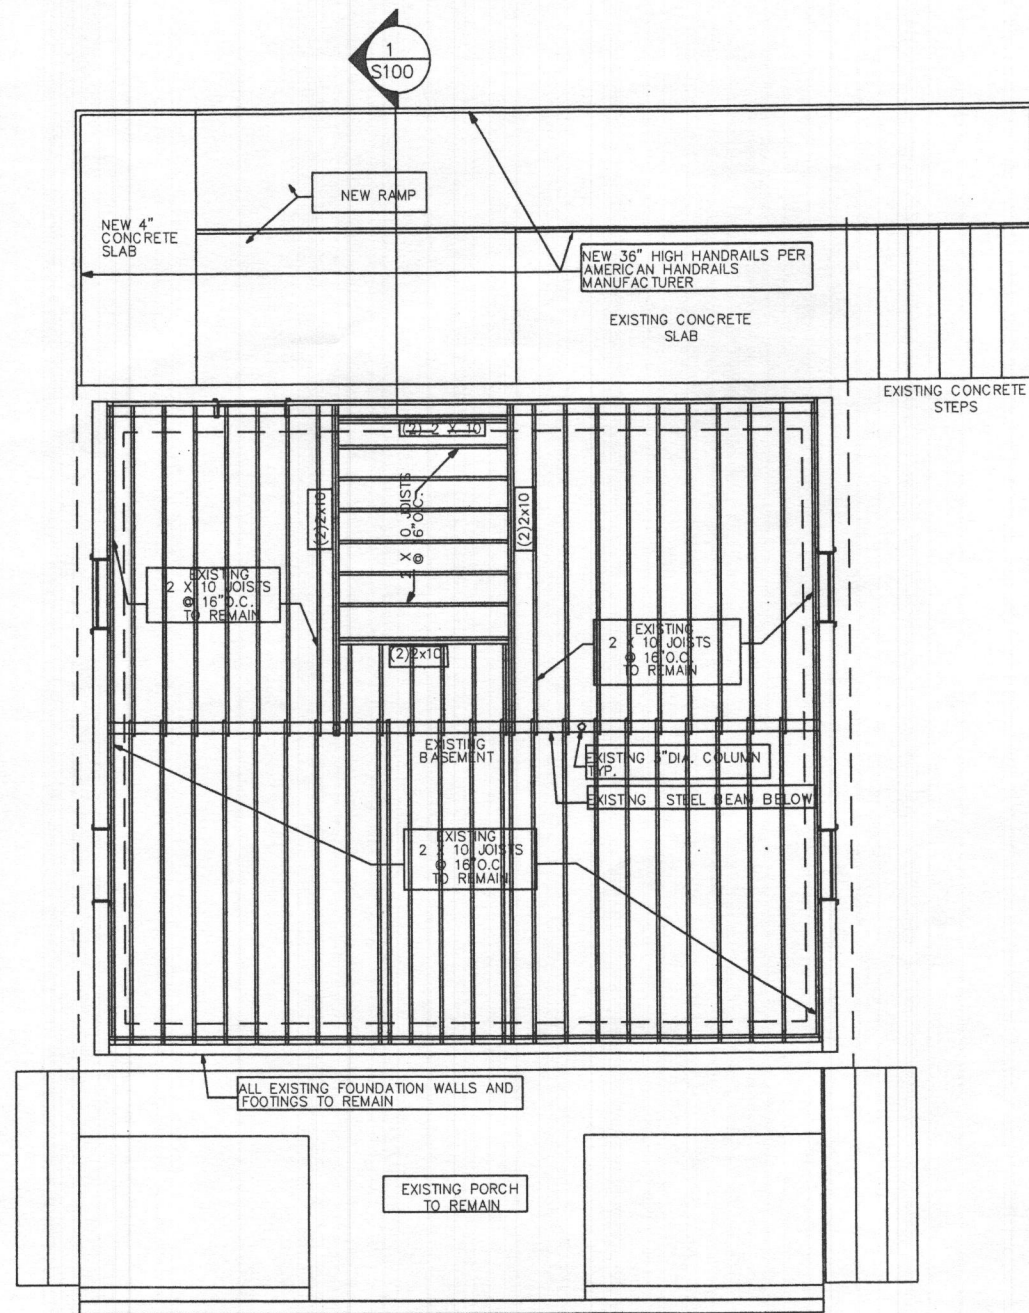 1
S100
NEW RAMP
NEW 4"
CONCRETE
SLAB
NEW 36" HIGH HANDRAILS PER
AMERICAN HANDRAILS
MANUFACTURER
EXISTING CONCRETE
SLAB
EXISTING CONCRETE
STEPS
(2) 2 X 10
(2)2x10
JOISTS
(2)2x10
EXISTING
2 X 10 JOISTS
@ 16"O.C.
TO REMAIN
EXISTING
2 X 10 JOISTS
@ 16"O.C.
TO REMAIN
(2)2x10
EXISTING
BASEMENT
EXISTING DIA. COLUMN
TYP.
EXISTING STEEL BEAM BELOW
EXISTING
2 X 10 JOISTS
@ 16"O.C.
TO REMAIN
ALL EXISTING FOUNDATION WALLS AND
FOOTINGS TO REMAIN
EXISTING PORCH
TO REMAIN